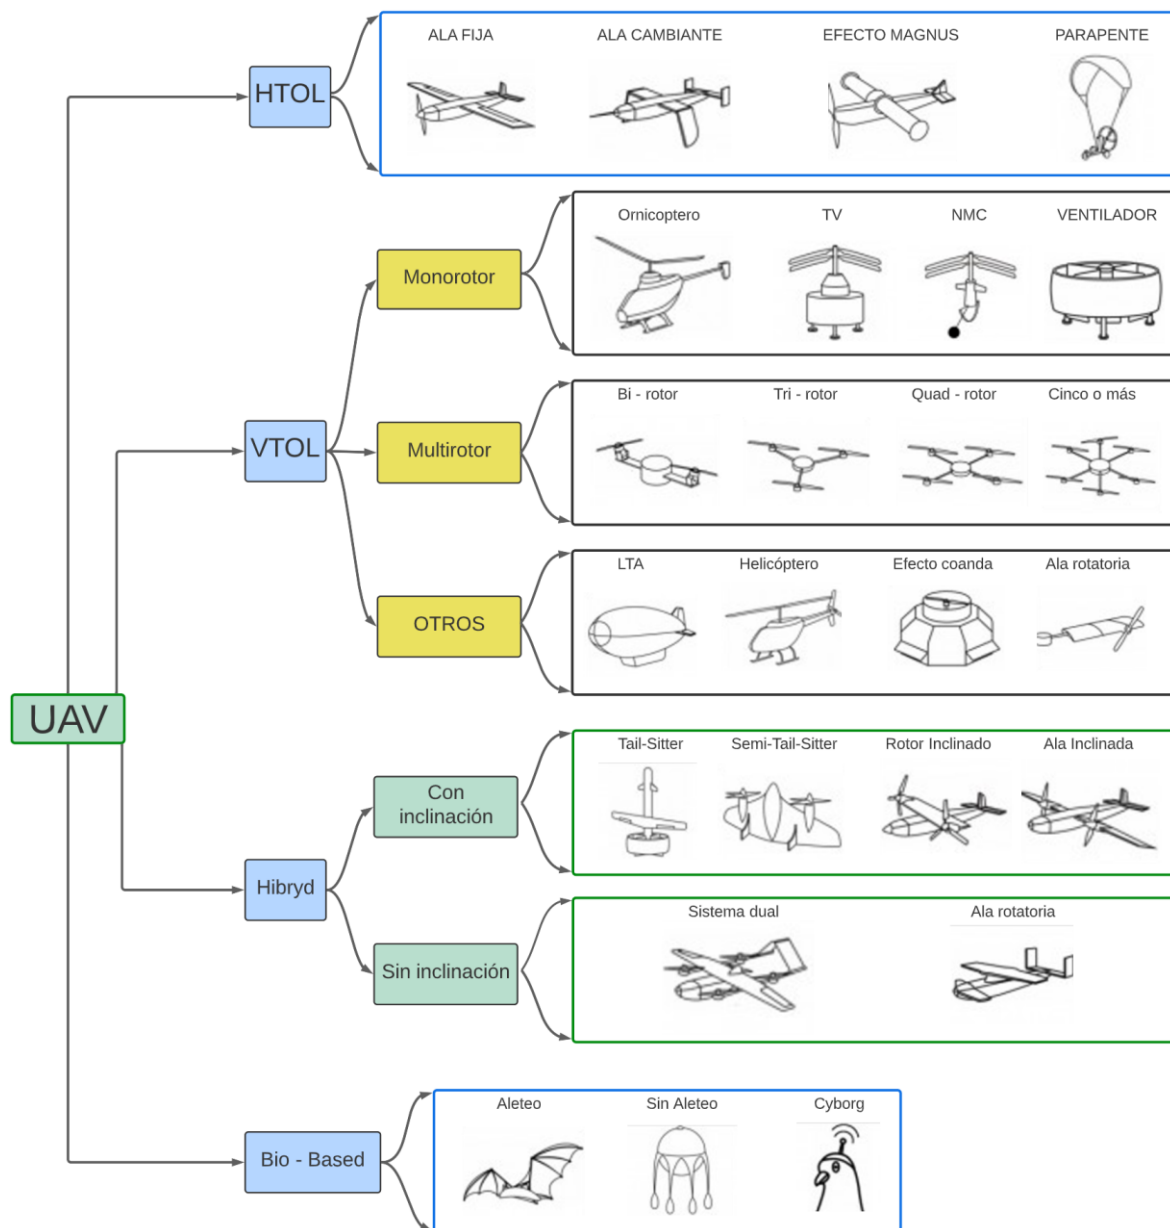 ALA FIJA
ALA CAMBIANTE
EFECTO MAGNUS
PARAPENTE
HTOL
Ornicoptero
TV
NMC
VENTILADOR
Monorotor
Bi - rotor
Tri - rotor
Quad - rotor
Cinco o más
VTOL
Multirotor
LTA
Helicóptero
Efecto coanda
Ala rotatoria
OTROS
UAV
Tail-Sitter
Semi-Tail-Sitter
Rotor Inclinado
Ala Inclinada
Con
inclinación
Hibryd
Sistema dual
Ala rotatoria
Sin inclinación
Aleteo
Sin Aleteo
Cyborg
Bio - Based